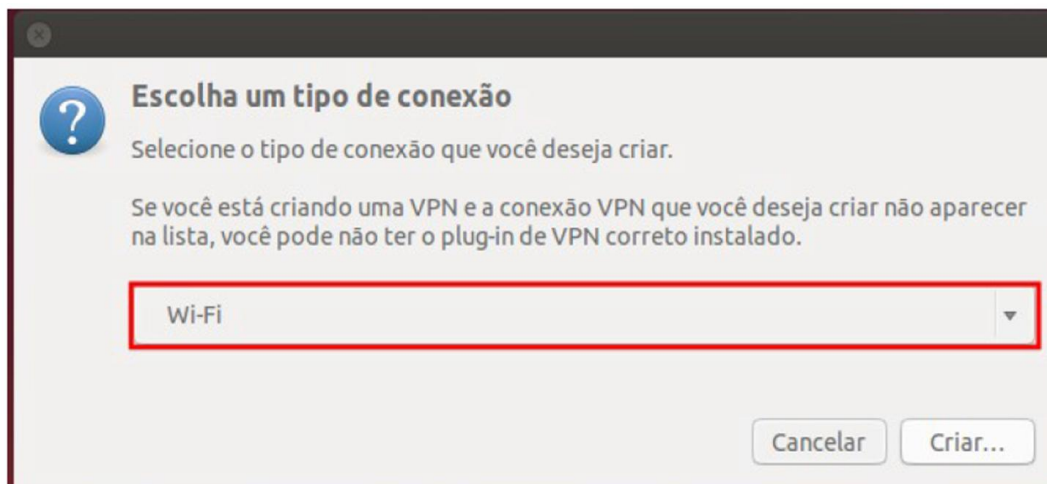 Escolha um tipo de conexão
Selecione o tipo de conexão que você deseja criar.
Se você está criando uma VPN e a conexão VPN que você deseja criar não aparecer
na lista, você pode não ter o plug-in de VPN correto instalado.
Wi-Fi
Cancelar Criar...